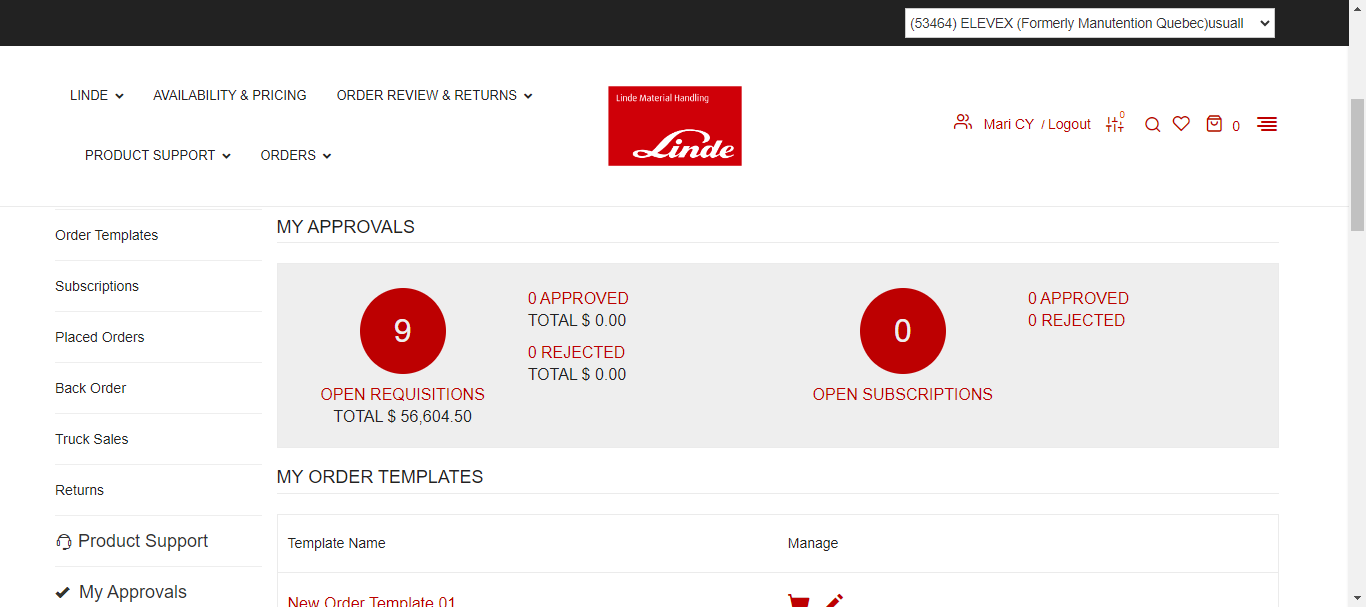 (53464) ELEVEX (Formerly Manutention Quebec)usuall
LINDE
AVAILABILITY & PRICING
ORDER REVIEW & RETURNS
PRODUCT SUPPORT
ORDERS
Linde Material Handling
Linde
Mari CY / Logout
0
0
Order Templates
Subscriptions
Placed Orders
Back Order
Truck Sales
Returns
Product Support
My Approvals
MY APPROVALS
9
OPEN REQUISITIONS
TOTAL $ 56,604.50
0 APPROVED
TOTAL $ 0.00
0 REJECTED
TOTAL $ 0.00
0
OPEN SUBSCRIPTIONS
0 APPROVED
0 REJECTED
MY ORDER TEMPLATES
Template Name
Manage
New Order Template 01